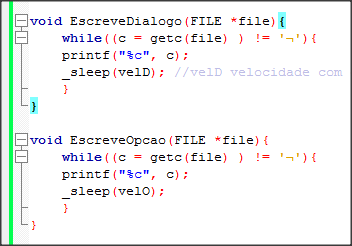 void EscreveDialogo(FILE *file){
while((c = getc(file) ) != '¬'){
printf("%c", c);
_sleep(velD); //velD velocidade com
}
}
void EscreveOpcao(FILE *file){
while((c = getc(file) ) != '¬'){
printf("%c", c);
_sleep(velO);
}
}